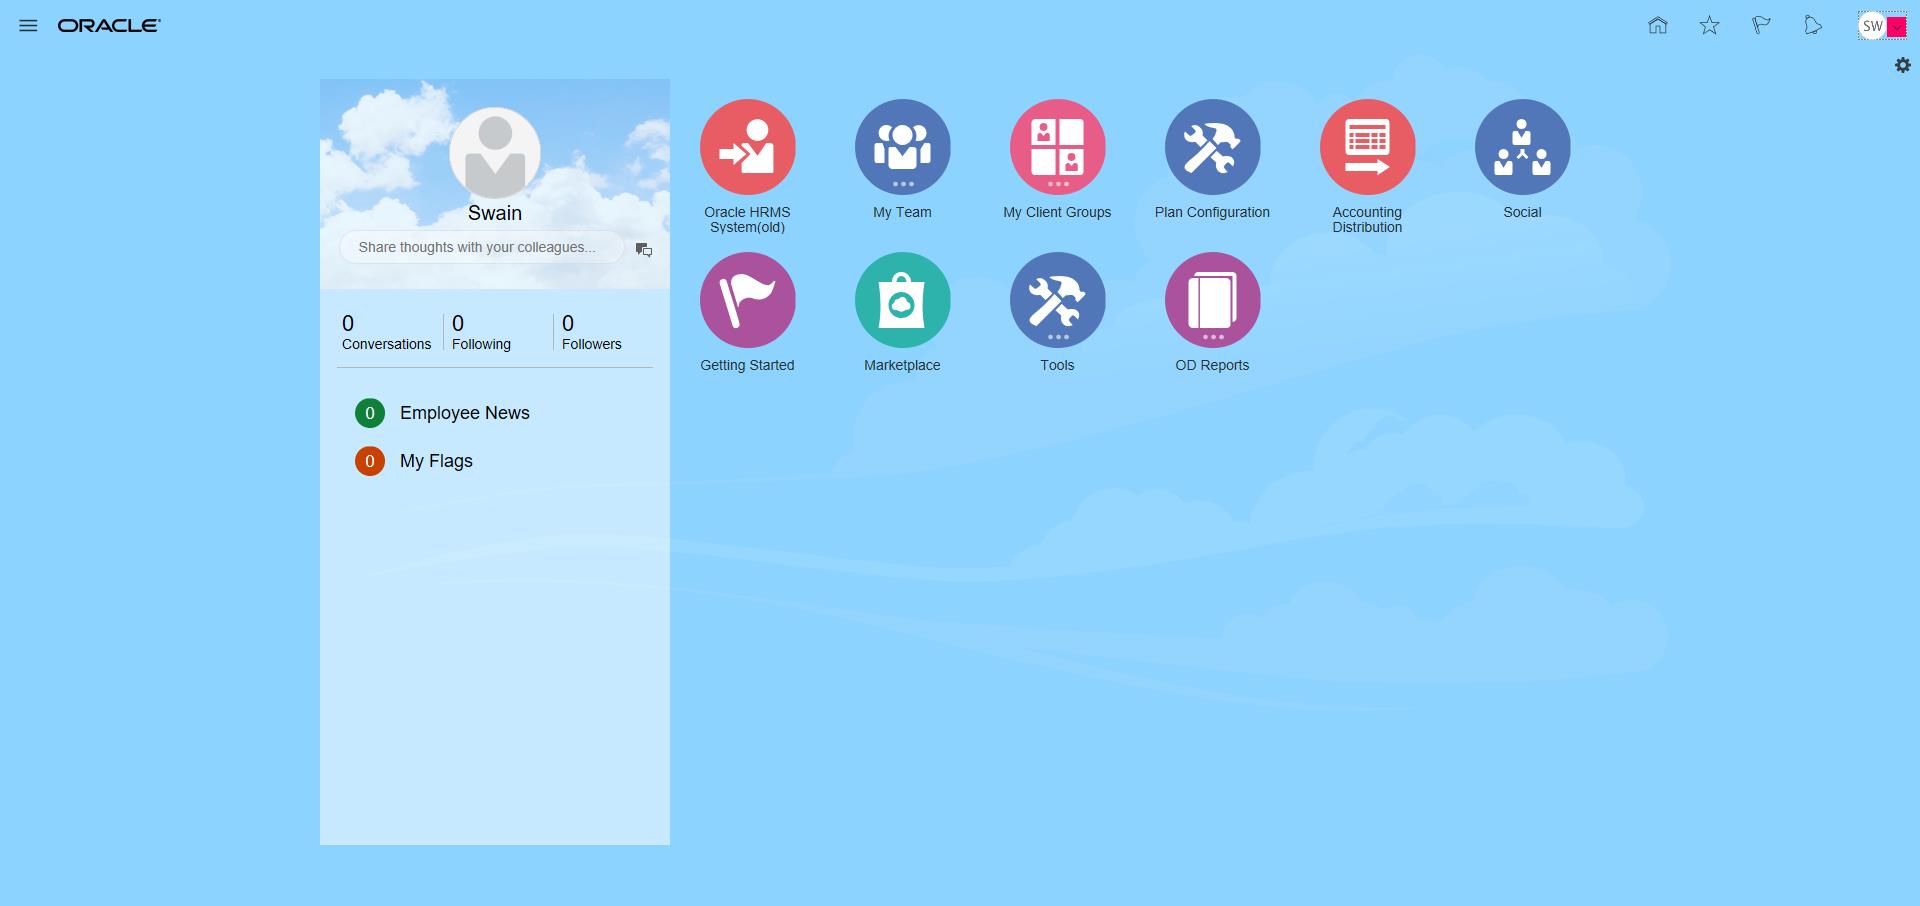 ORACLE
SW
Swain
Share thoughts with your colleagues...
0
Conversations
0
Following
0
Followers
0 Employee News
0 My Flags
Oracle HRMS
System(old)
My Team
My Client Groups
Plan Configuration
Accounting
Distribution
Social
Getting Started
Marketplace
Tools
OD Reports